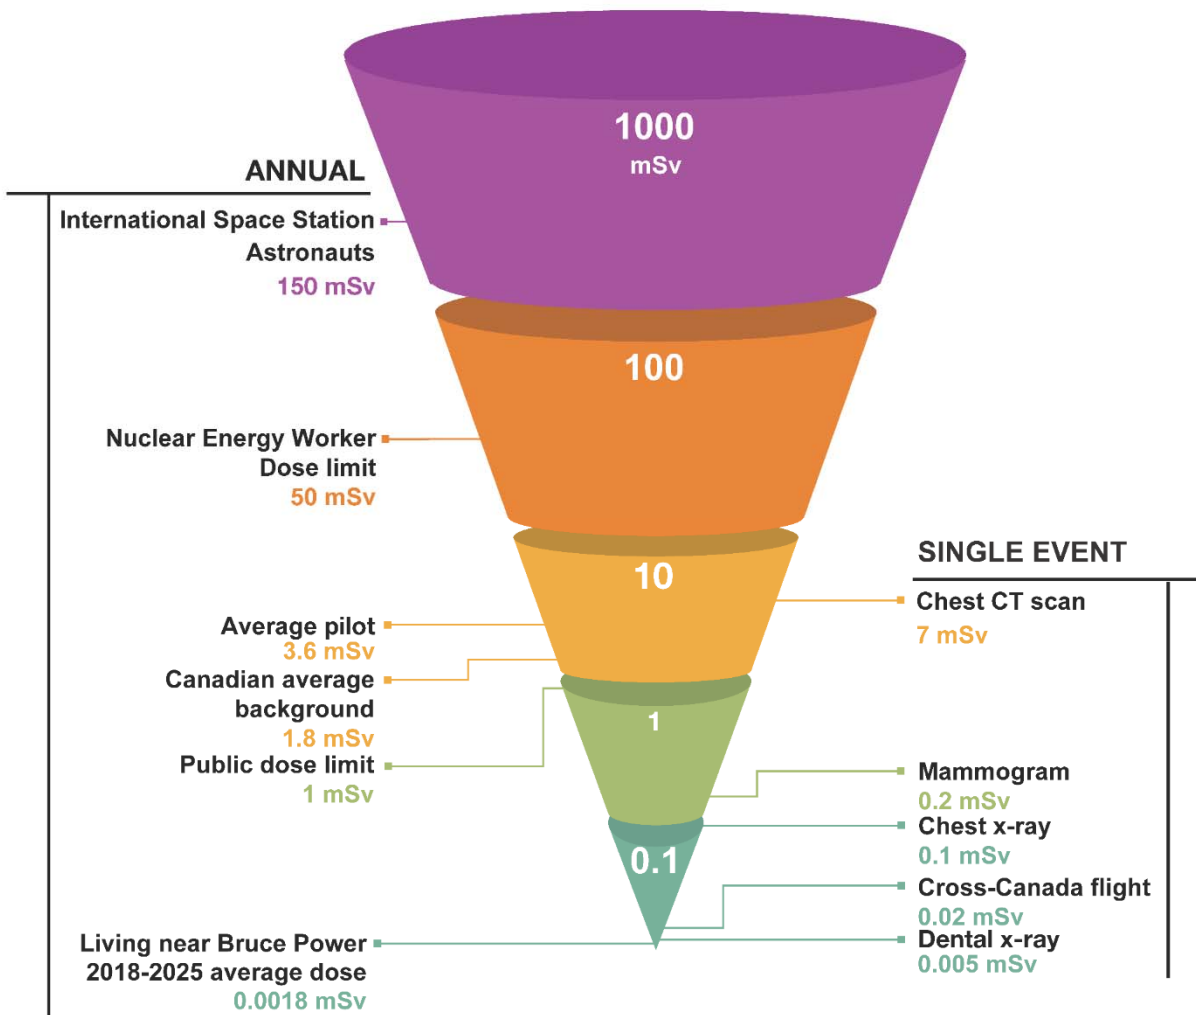 1000
mSv
ANNUAL
International Space Station
Astronauts
150 mSv
100
Nuclear Energy Worker
Dose limit
50 mSv
SINGLE EVENT
10
Chest CT scan
7 mSv
Average pilot
3.6 mSv
Canadian average
background
1.8 mSv
1
Public dose limit
1 mSv
Mammogram
0.2 mSv
Chest x-ray
0.1 mSv
0.1
Cross-Canada flight
0.02 mSv
Dental x-ray
0.005 mSv
Living near Bruce Power
2018-2025 average dose
0.0018 mSv